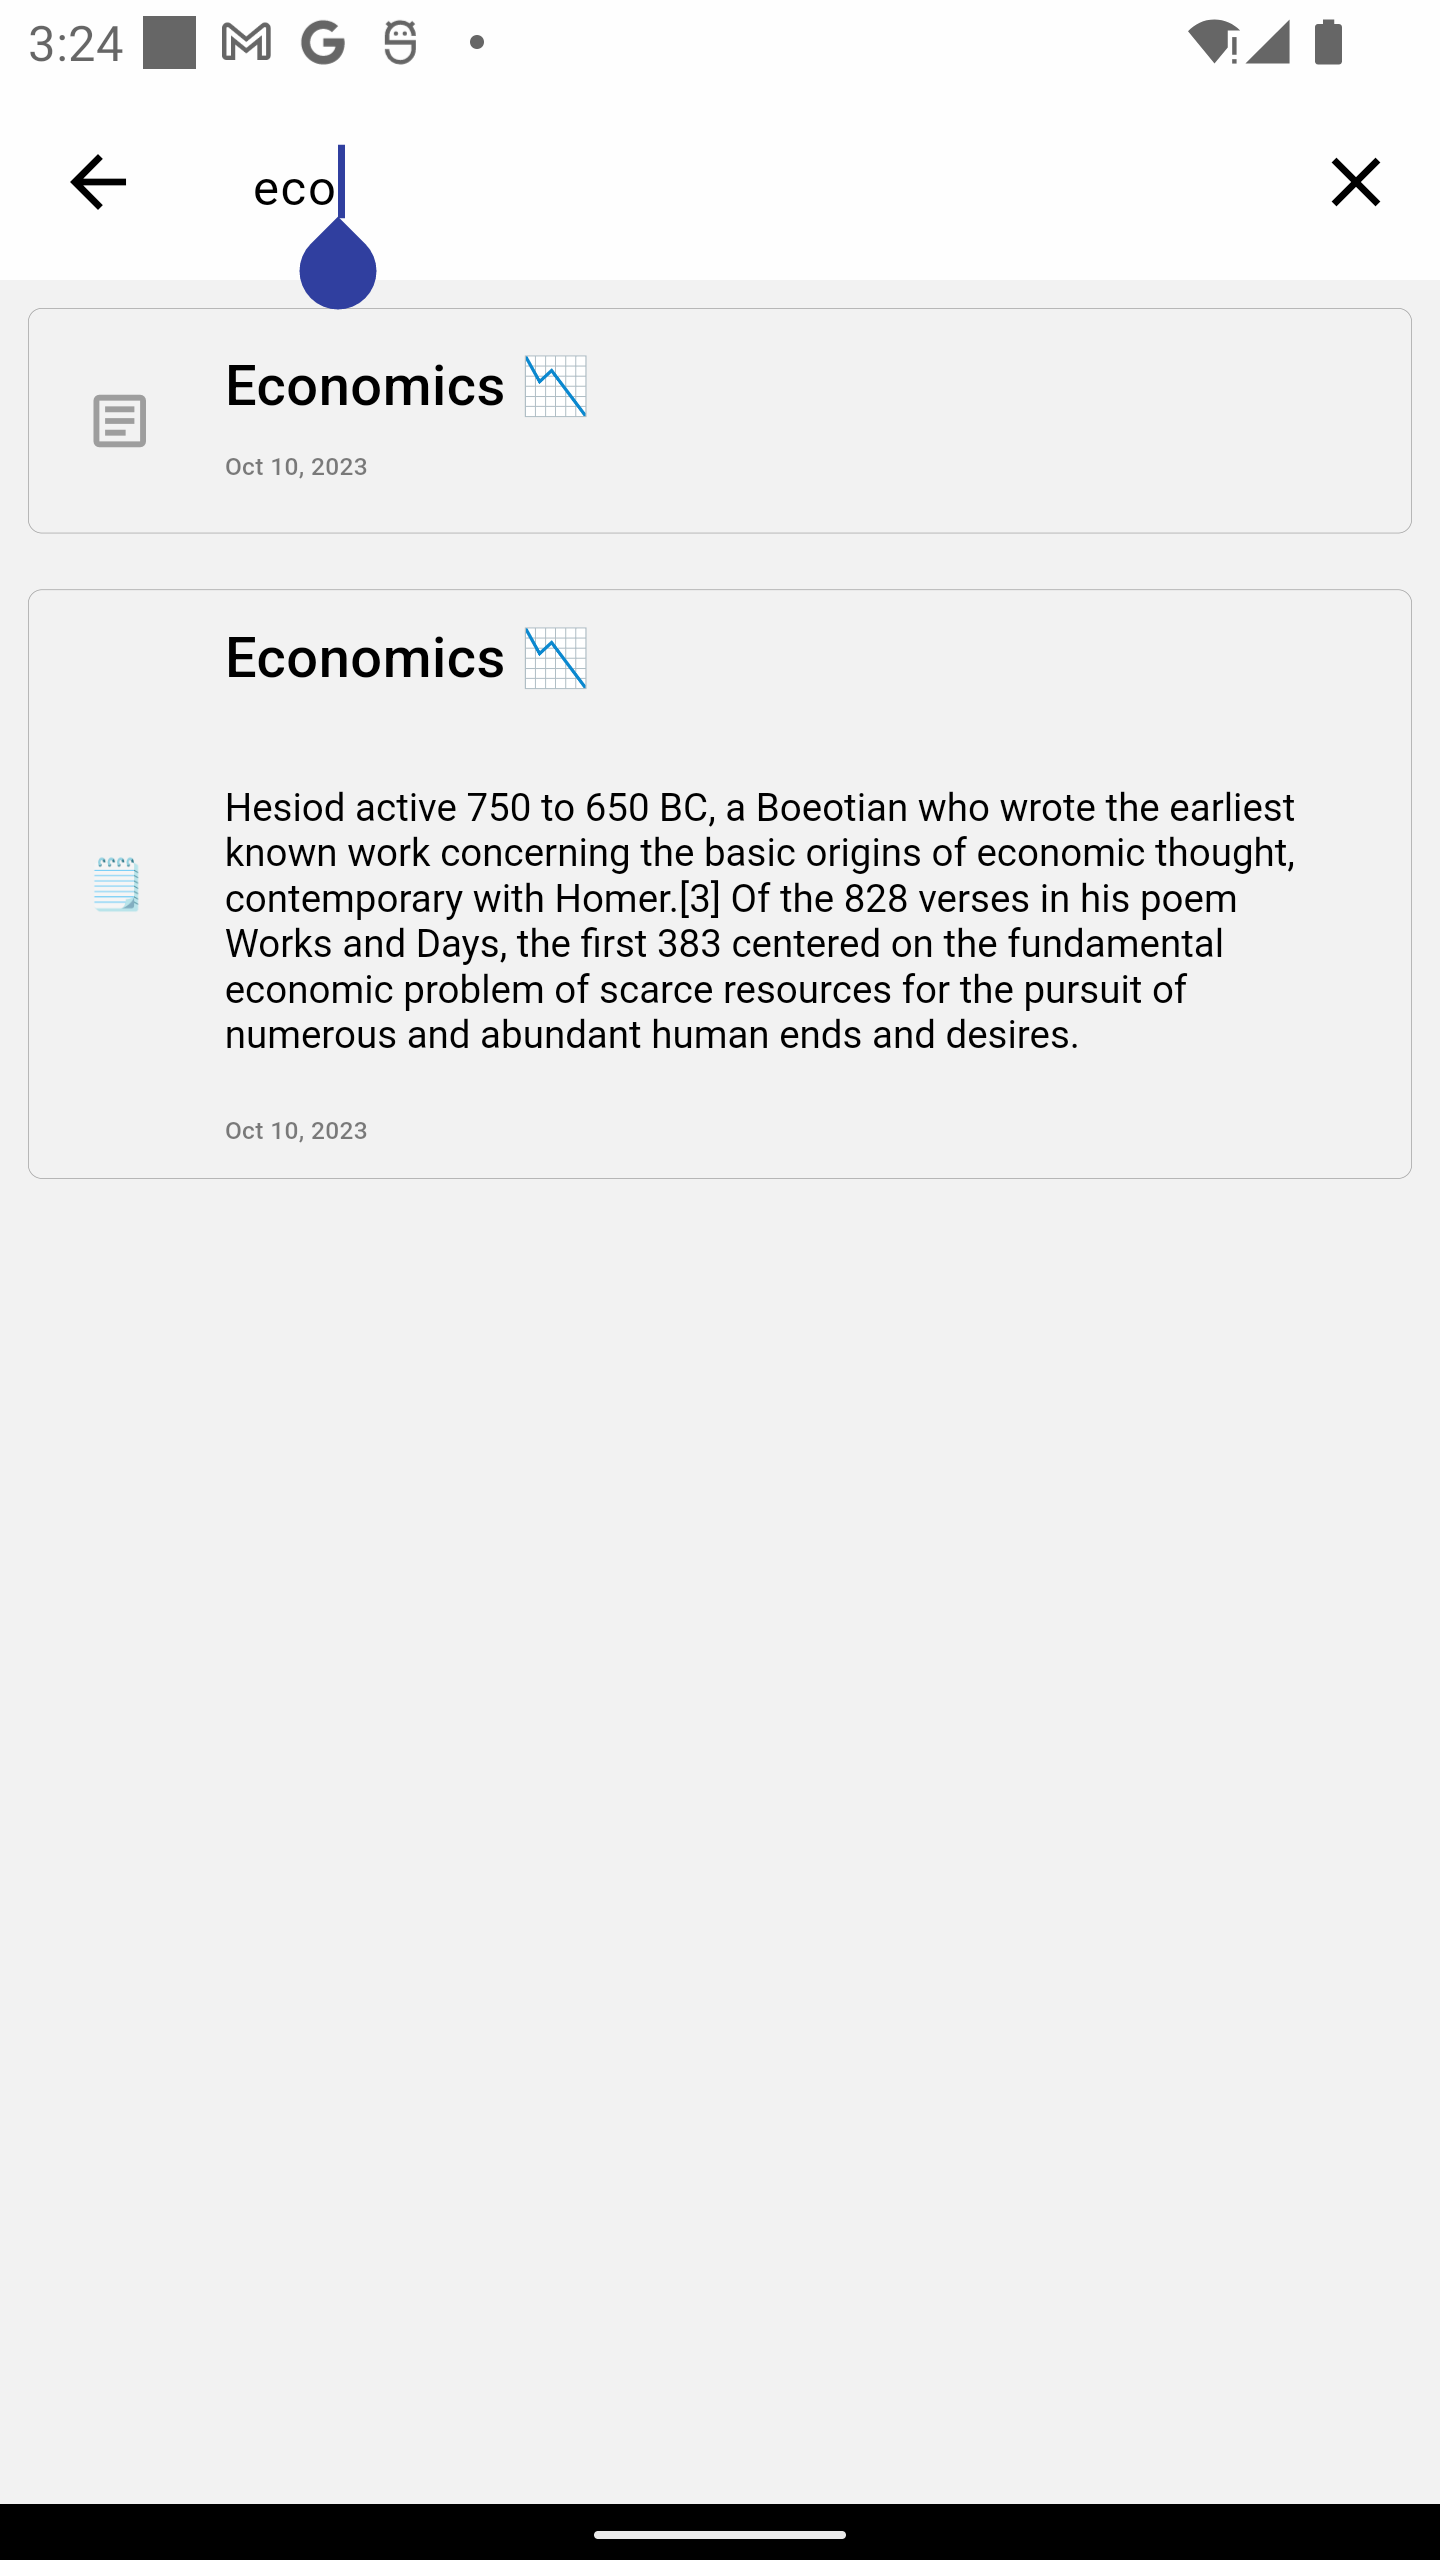 3:24
eco
Economics 📉
Oct 10, 2023
Economics 📉
Hesiod active 750 to 650 BC, a Boeotian who wrote the earliest
known work concerning the basic origins of economic thought,
contemporary with Homer.[3] Of the 828 verses in his poem
Works and Days, the first 383 centered on the fundamental
economic problem of scarce resources for the pursuit of
numerous and abundant human ends and desires.
Oct 10, 2023